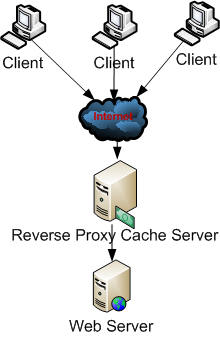 Client
Client
Client
Internet
Reverse Proxy Cache Server
Web Server